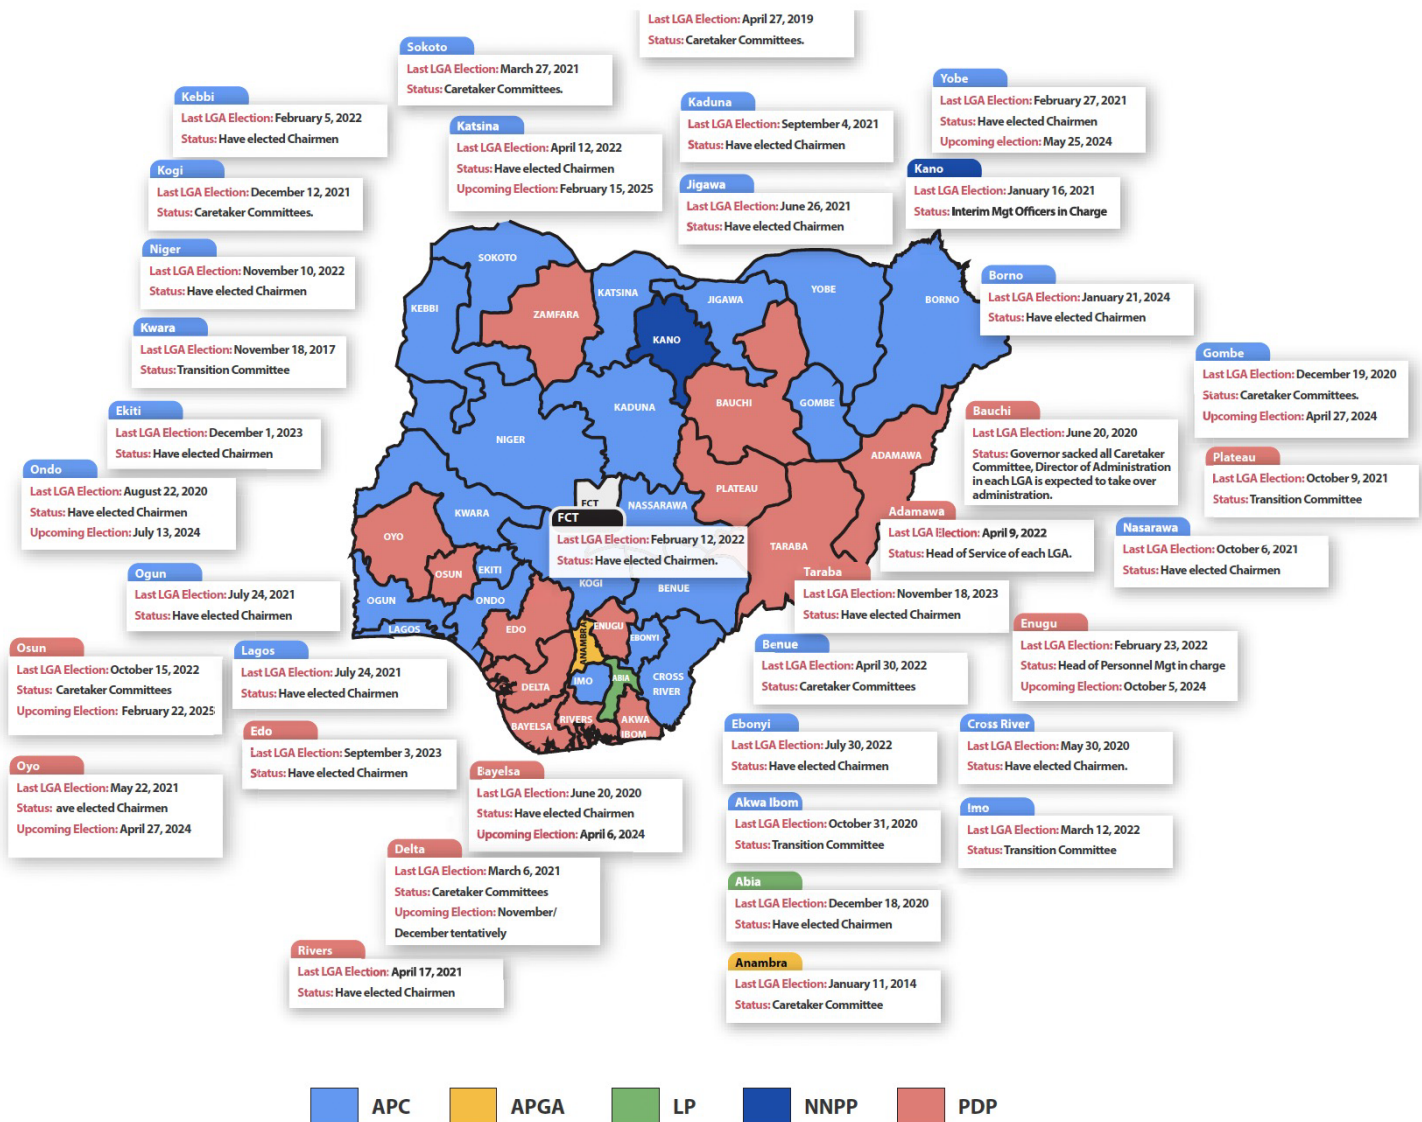 Last LGA Election: April 27, 2019
Status: Caretaker Committees.
Sokoto
Last LGA Election: March 27, 2021
Status: Caretaker Committees.
Kebbi
Last LGA Election: February 5, 2022
Status: Have elected Chairmen
Katsina
Last LGA Election: April 12, 2022
Status: Have elected Chairmen
Upcoming Election: February 15, 2025
Kaduna
Last LGA Election: September 4, 2021
Status: Have elected Chairmen
Yobe
Last LGA Election: February 27, 2021
Status: Have elected Chairmen
Upcoming election: May 25, 2024
Kogi
Last LGA Election: December 12, 2021
Status: Caretaker Committees.
Jigawa
Last LGA Election: June 26, 2021
Status: Have elected Chairmen
Kano
Last LGA Election: January 16, 2021
Status: Interim Mgt Officers in Charge
Niger
Last LGA Election: November 10, 2022
Status: Have elected Chairmen
Borno
Last LGA Election: January 21, 2024
Status: Have elected Chairmen
Kwara
Last LGA Election: November 18, 2017
Status: Transition Committee
Gombe
Last LGA Election: December 19, 2020
Status: Caretaker Committees.
Upcoming Election: April 27, 2024
Ekiti
Last LGA Election: December 1, 2023
Status: Have elected Chairmen
Bauchi
Last LGA Election: June 20, 2020
Status: Governor sacked all Caretaker
Committee, Director of Administration
in each LGA is expected to take over
administration.
Plateau
Last LGA Election: October 9, 2021
Status: Transition Committee
Ondo
Last LGA Election: August 22, 2020
Status: Have elected Chairmen
Upcoming Election: July 13, 2024
Adamawa
Last LGA Election: April 9, 2022
Status: Head of Service of each LGA.
Nasarawa
Last LGA Election: October 6, 2021
Status: Have elected Chairmen
FCT
Last LGA Election: February 12, 2022
Status: Have elected Chairmen.
Ogun
Last LGA Election: July 24, 2021
Status: Have elected Chairmen
Taraba
Last LGA Election: November 18, 2023
Status: Have elected Chairmen
Enugu
Last LGA Election: February 23, 2022
Status: Head of Personnel Mgt in charge
Upcoming Election: October 5, 2024
Osun
Last LGA Election: October 15, 2022
Status: Caretaker Committees
Upcoming Election: February 22, 2025
Lagos
Last LGA Election: July 24, 2021
Status: Have elected Chairmen
Benue
Last LGA Election: April 30, 2022
Status: Caretaker Committees
Edo
Last LGA Election: September 3, 2023
Status: Have elected Chairmen
Ebonyi
Last LGA Election: July 30, 2022
Status: Have elected Chairmen
Cross River
Last LGA Election: May 30, 2020
Status: Have elected Chairmen.
Oyo
Last LGA Election: May 22, 2021
Status: ave elected Chairmen
Upcoming Election: April 27, 2024
Bayelsa
Last LGA Election: June 20, 2020
Status: Have elected Chairmen
Upcoming Election: April 6, 2024
Akwa Ibom
Last LGA Election: October 31, 2020
Status: Transition Committee
Imo
Last LGA Election: March 12, 2022
Status: Transition Committee
Delta
Last LGA Election: March 6, 2021
Status: Caretaker Committees
Upcoming Election: November/
December tentatively
Abia
Last LGA Election: December 18, 2020
Status: Have elected Chairmen
Rivers
Last LGA Election: April 17, 2021
Status: Have elected Chairmen
Anambra
Last LGA Election: January 11, 2014
Status: Caretaker Committee
SOKOTO
KEBBI
ZAMFARA
KATSINA
JIGAWA
YOBE
BORNO
KANO
KADUNA
BAUCHI
GOMBE
NIGER
ADAMAWA
PLATEAU
FCT
NASSARAWA
KWARA
OYO
TARABA
OSUN
EKITI
KOGI
BENUE
OGUN
ONDO
LAGOS
EDO
ANAMBRA
ENUGU
EBONYI
DELTA
IMO
ABIA
CROSS
RIVER
BAYELSA
RIVERS
AKWA
IBOM
APC
APGA
LP
NNPP
PDP